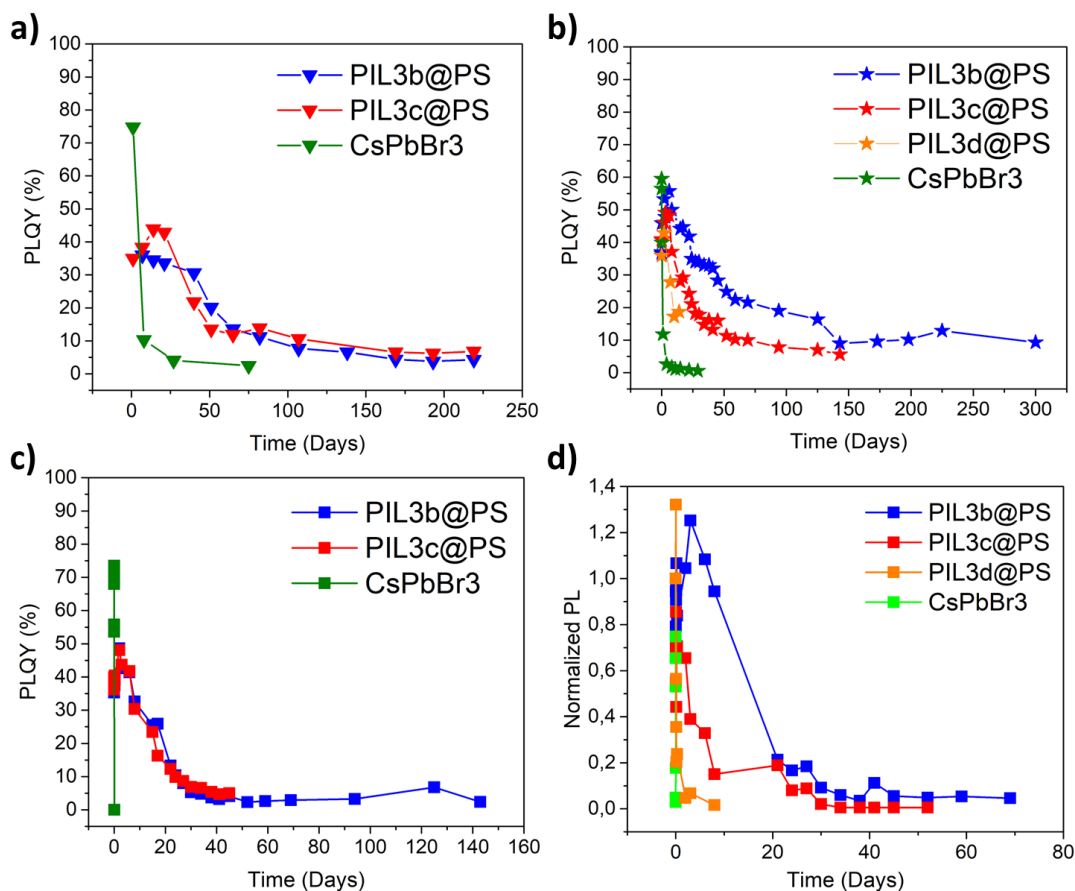 a)
100
90
80
70
60
50
40
30
20
10
0
PLQY (%)
PIL3b@PS
PIL3c@PS
CsPbBr3
0 50 100 150 200 250
Time (Days)
b)
100
90
80
70
60
50
40
30
20
10
0
PLQY (%)
PIL3b@PS
PIL3c@PS
PIL3d@PS
CsPbBr3
0 50 100 150 200 250 300
Time (Days)
c)
100
90
80
70
60
50
40
30
20
10
0
PLQY (%)
PIL3b@PS
PIL3c@PS
CsPbBr3
0 20 40 60 80 100 120 140 160
Time (Days)
d)
1,4
1,2
1,0
0,8
0,6
0,4
0,2
0,0
Normalized PL
PIL3b@PS
PIL3c@PS
PIL3d@PS
CsPbBr3
0 20 40 60 80
Time (Days)